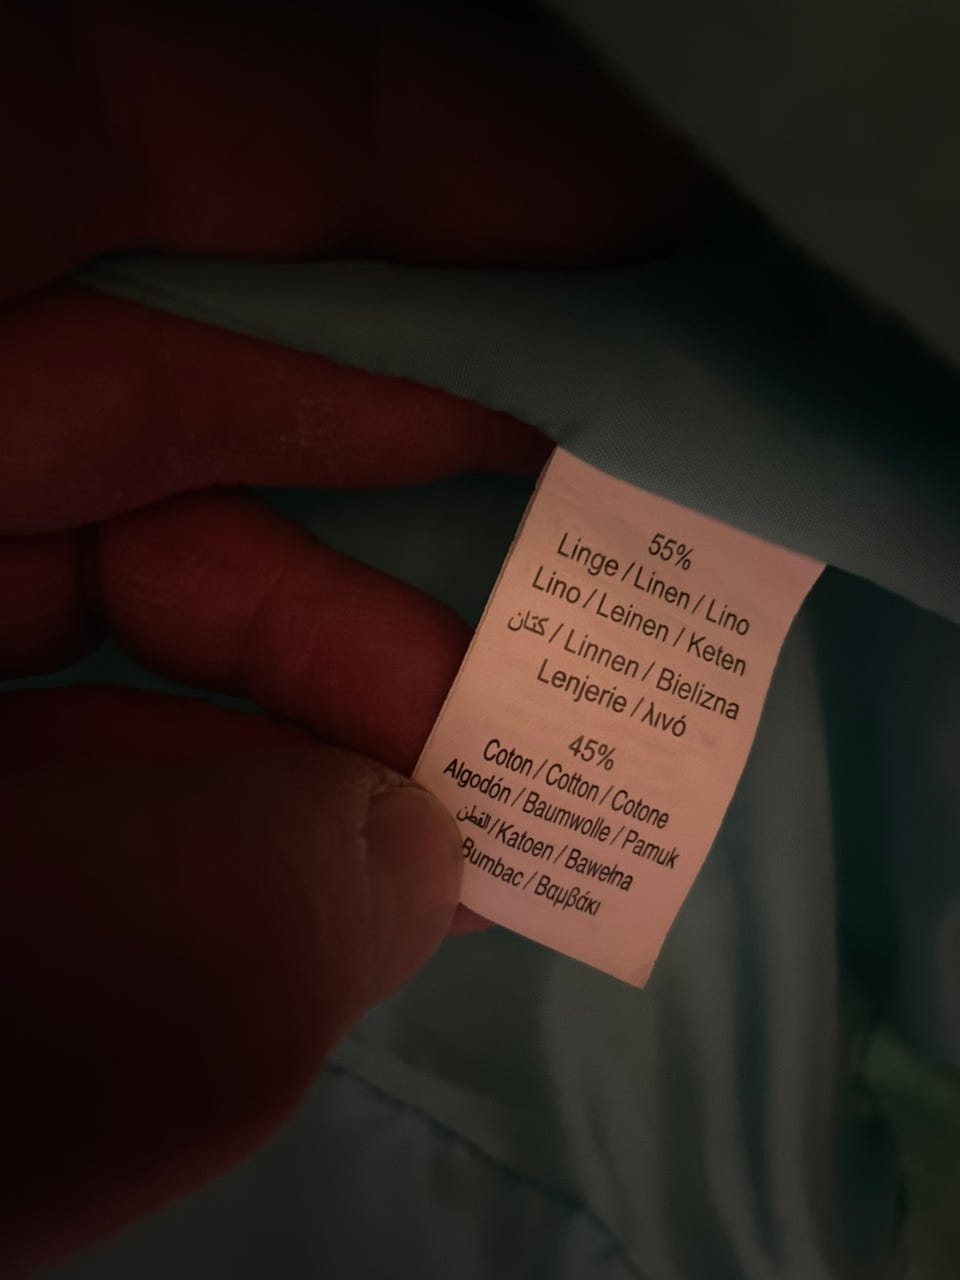 55%
Linge / Linen / Lino
Lino / Leinen / Keten
كتان / Linnen / Bielizna
Lenjerie / λινό
45%
Coton / Cotton / Cotone
Algodón / Baumwolle / Pamuk
القطن / Katoen / Bawełna
Bumbac / Βαμβάκι